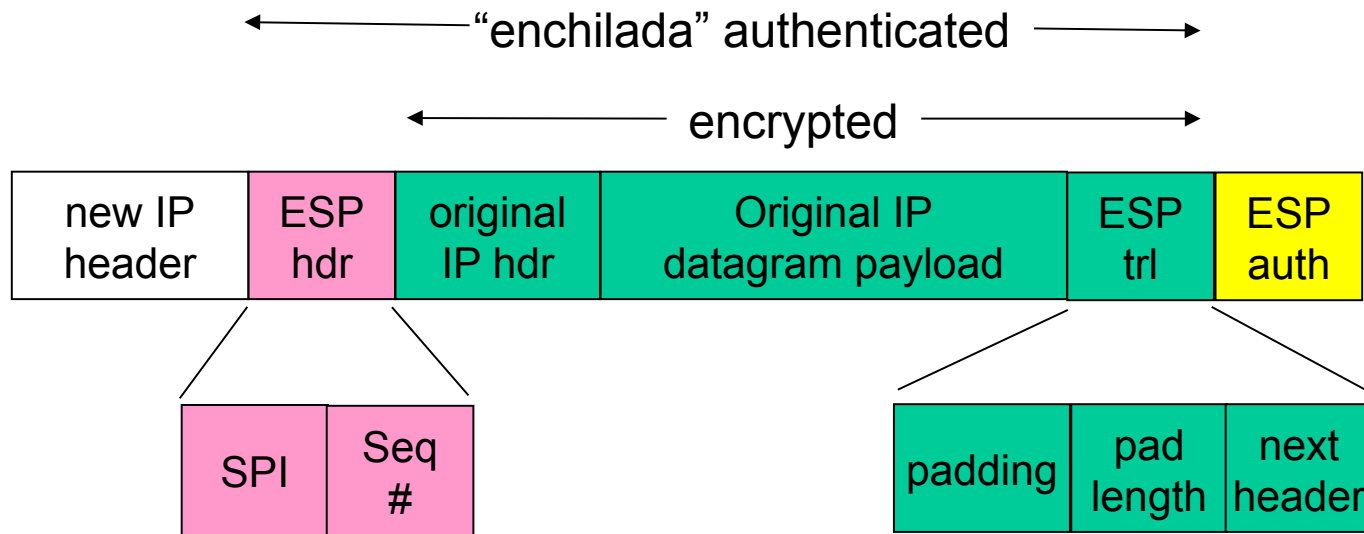 “enchilada” authenticated
encrypted
new IP
header
ESP
hdr
original
IP hdr
Original IP
datagram payload
ESP
trl
ESP
auth
SPI
Seq
#
padding
pad
length
next
header